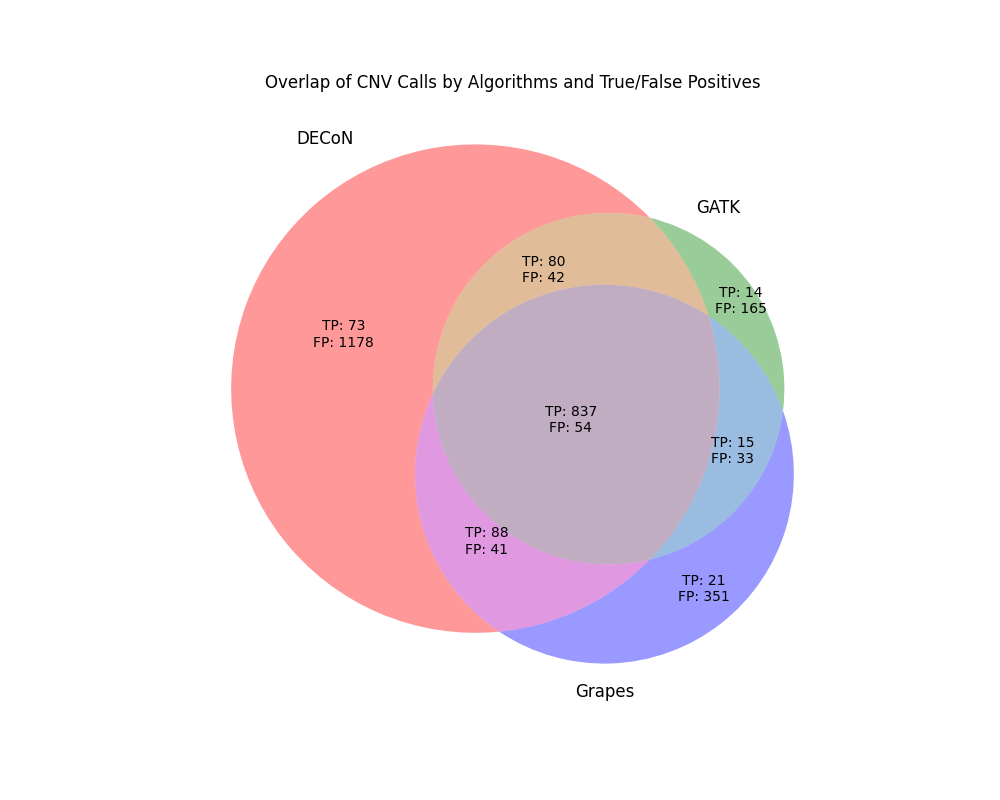 Overlap of CNV Calls by Algorithms and True/False Positives
DECoN
GATK
TP: 80
FP: 42
TP: 14
FP: 165
TP: 73
FP: 1178
TP: 837
FP: 54
TP: 15
FP: 33
TP: 88
FP: 41
TP: 21
FP: 351
Grapes